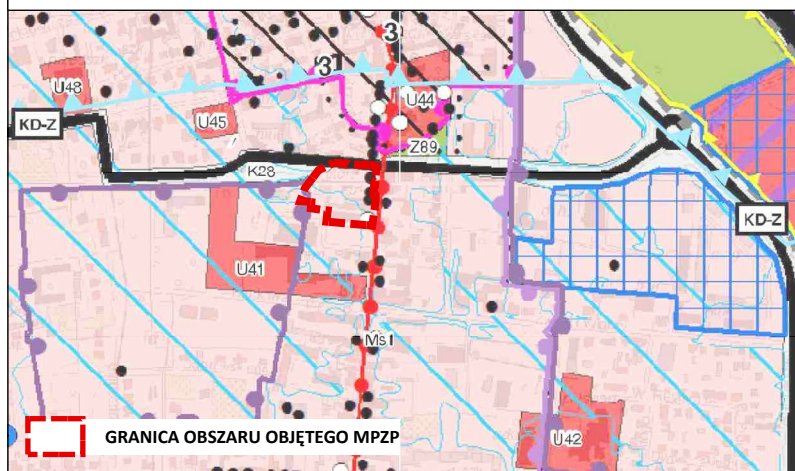 3
3
U48
U44
U45
KD-Z
Z89
K28
KD-Z
U41
Ms1
U42
GRANICA OBSZARU OBJĘTEGO MPZP